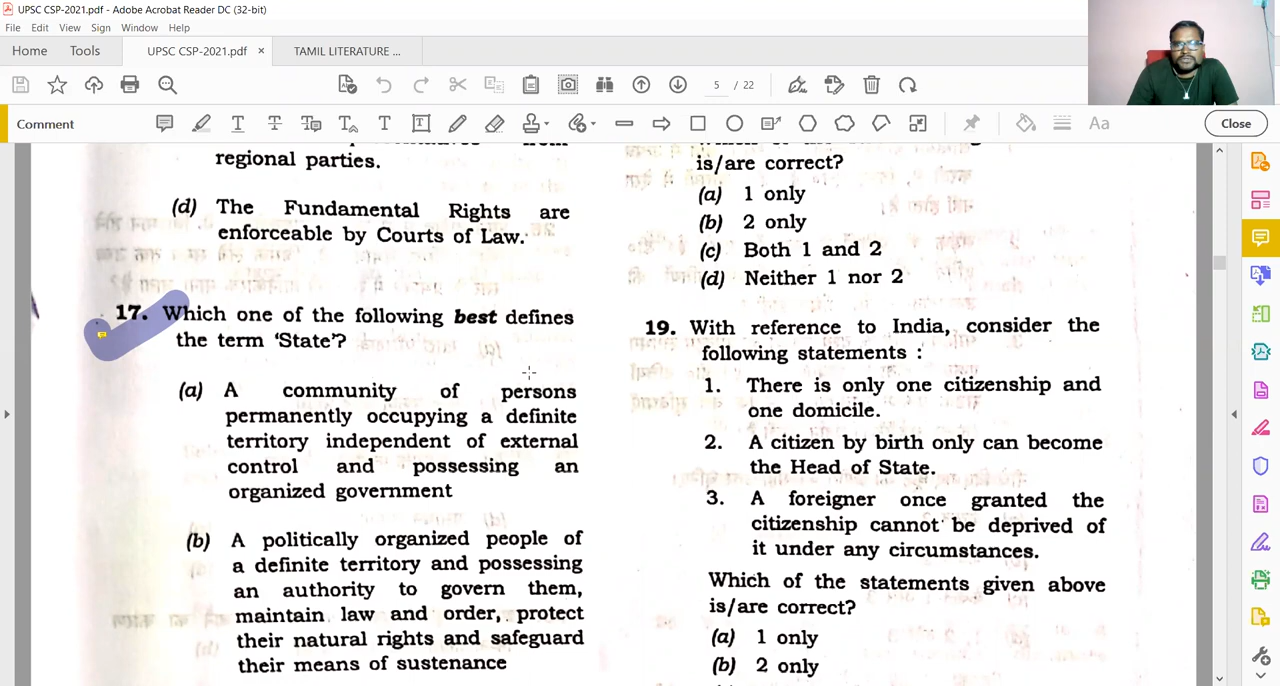 UPSC CSP-2021.pdf - Adobe Acrobat Reader DC (32-bit)
File Edit View Sign Window Help
Home Tools UPSC CSP-2021.pdf × TAMIL LITERATURE ...
5 / 22
Comment
Aa
Close
from
regional parties.
(d) The Fundamental Rights are
enforceable by Courts of Law.
17. Which one of the following best defines
the term 'State'?
(a) A community of persons
permanently occupying a definite
territory independent of external
control and possessing an
organized government
(b) A politically organized people of
a definite territory and possessing
an authority to govern them,
maintain law and order, protect
their natural rights and safeguard
their means of sustenance
is/are correct?
(a) 1 only
(b) 2 only
(c) Both 1 and 2
(d) Neither 1 nor 2
19. With reference to India, consider the
following statements :
1. There is only one citizenship and
one domicile.
2. A citizen by birth only can become
the Head of State.
3. A foreigner once granted the
citizenship cannot be deprived of
it under any circumstances.
Which of the statements given above
is/are correct?
(a) 1 only
(b) 2 only